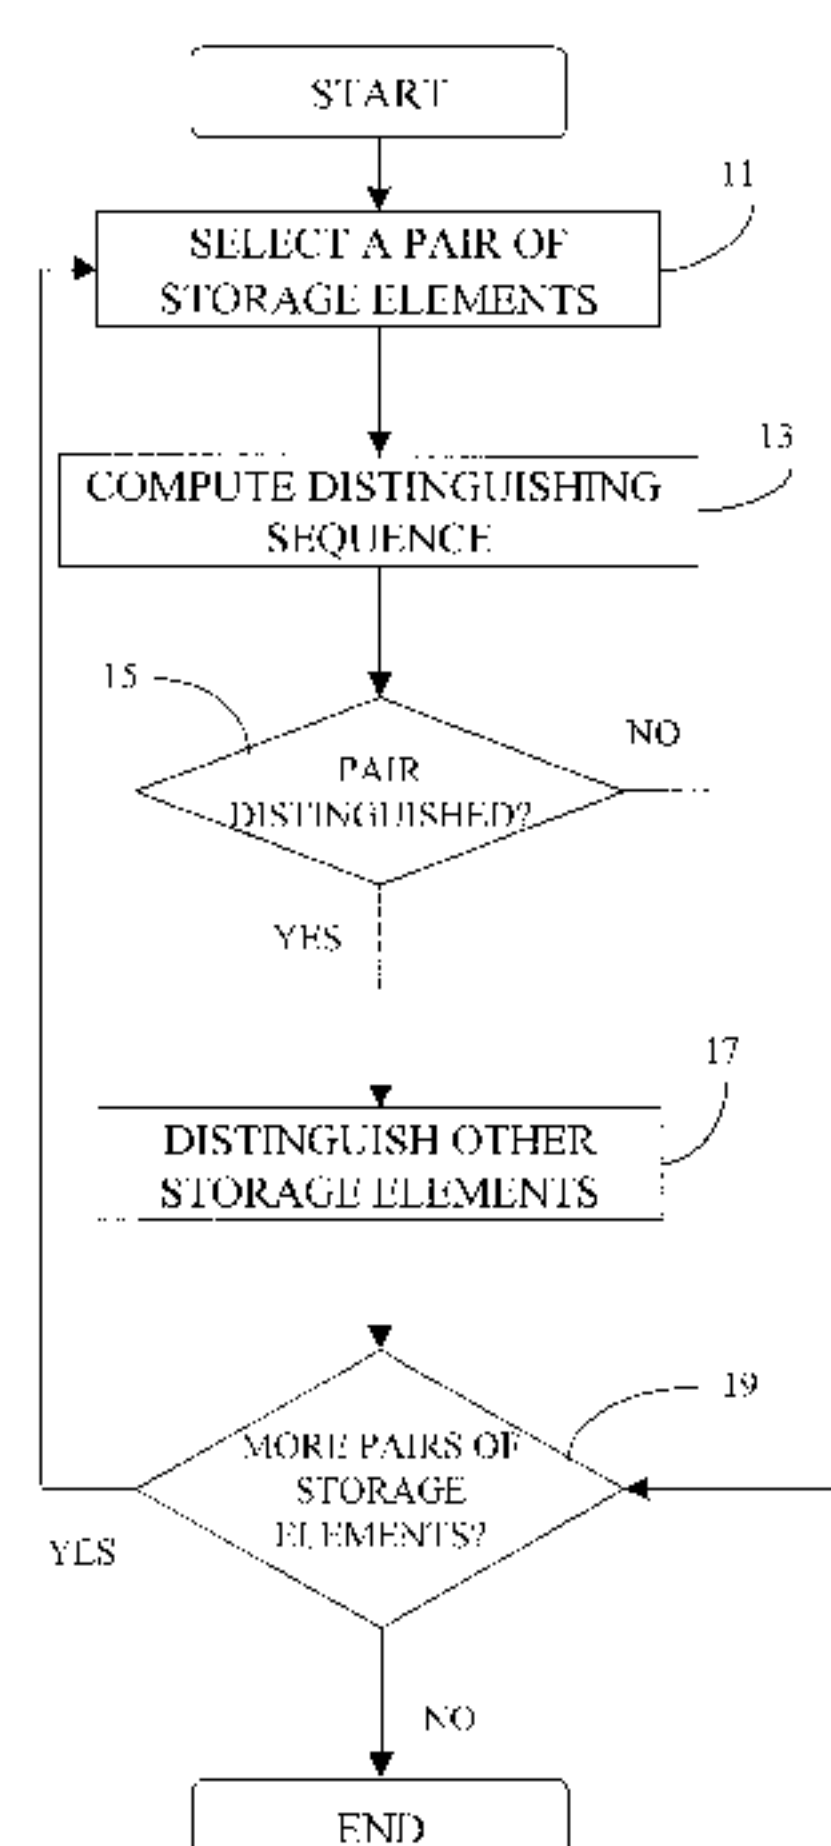 START
11
SELECT A PAIR OF
STORAGE ELEMENTS
13
COMPUTE DISTINGUISHING
SEQUENCE
15
NO
PAIR
DISTINGUISHED?
YES
17
DISTINGUISH OTHER
STORAGE ELEMENTS
19
MORE PAIRS OF
STORAGE
ELEMENTS?
YES
NO
END